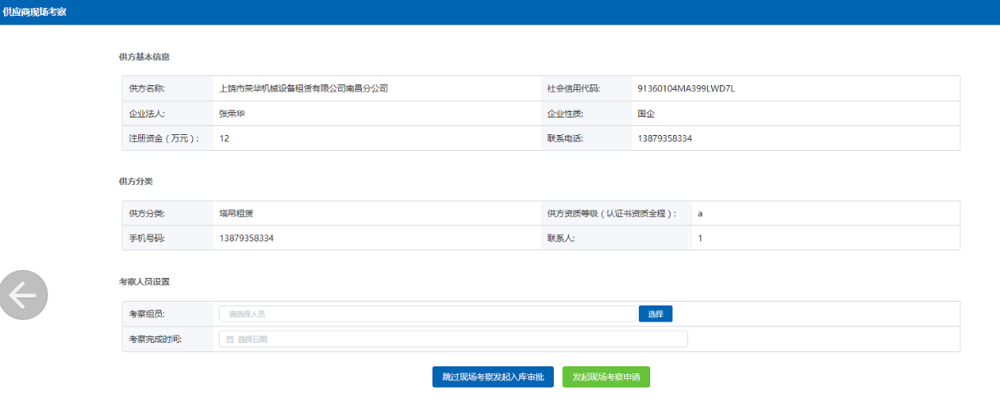 供应商现场考察
供方基本信息
供方名称: 上饶市荣华机械设备租赁有限公司南昌分公司 社会信用代码: 91360104MA399LWD7L
企业法人: 张荣华 企业性质: 国企
注册资金(万元): 12 联系电话: 13879358334
供方分类
供方分类: 塔吊租赁 供方资质等级(认证书资质全程): a
手机号码: 13879358334 联系人: 1
考察人员设置
考察组员: 请选择人员 选择
考察完成时间: 选择日期
跳过现场考察发起入库审批 发起现场考察申请